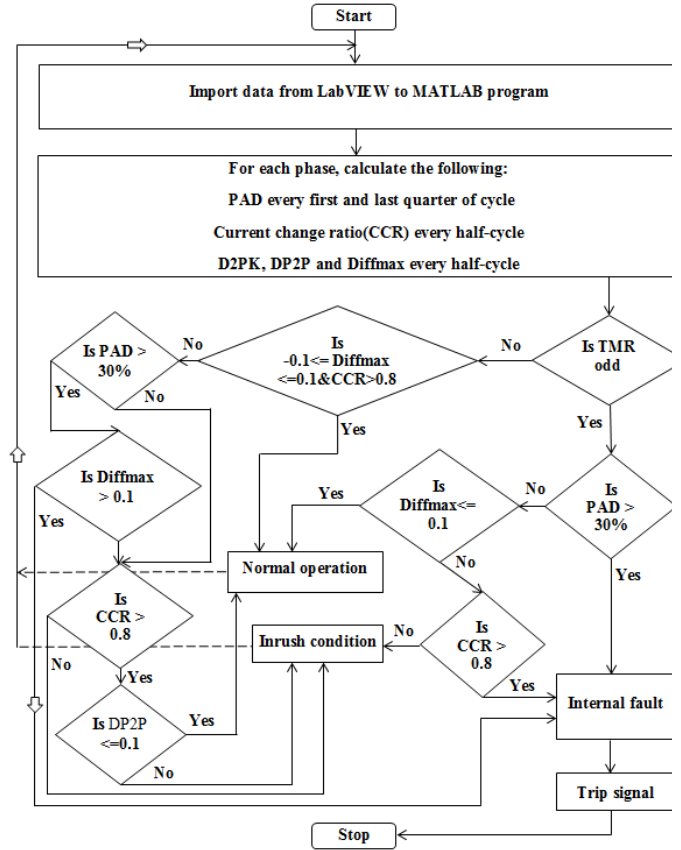 Start
Import data from LabVIEW to MATLAB program
For each phase, calculate the following:
PAD every first and last quarter of cycle
Current change ratio(CCR) every half-cycle
D2PK, DP2P and Diffmax every half-cycle
Is TMR
odd
No
Yes
Is
-0.1<= Diffmax
<=0.1&CCR>0.8
No
Yes
Is PAD >
30%
Yes
No
Is Diffmax
> 0.1
Yes
Is
PAD >
30%
No
Yes
Is
Diffmax<=
0.1
Yes
No
Normal operation
Is
CCR >
0.8
No
Yes
Inrush condition
Is
CCR >
0.8
No
Yes
Is DP2P
<=0.1
Yes
No
Internal fault
Trip signal
Stop